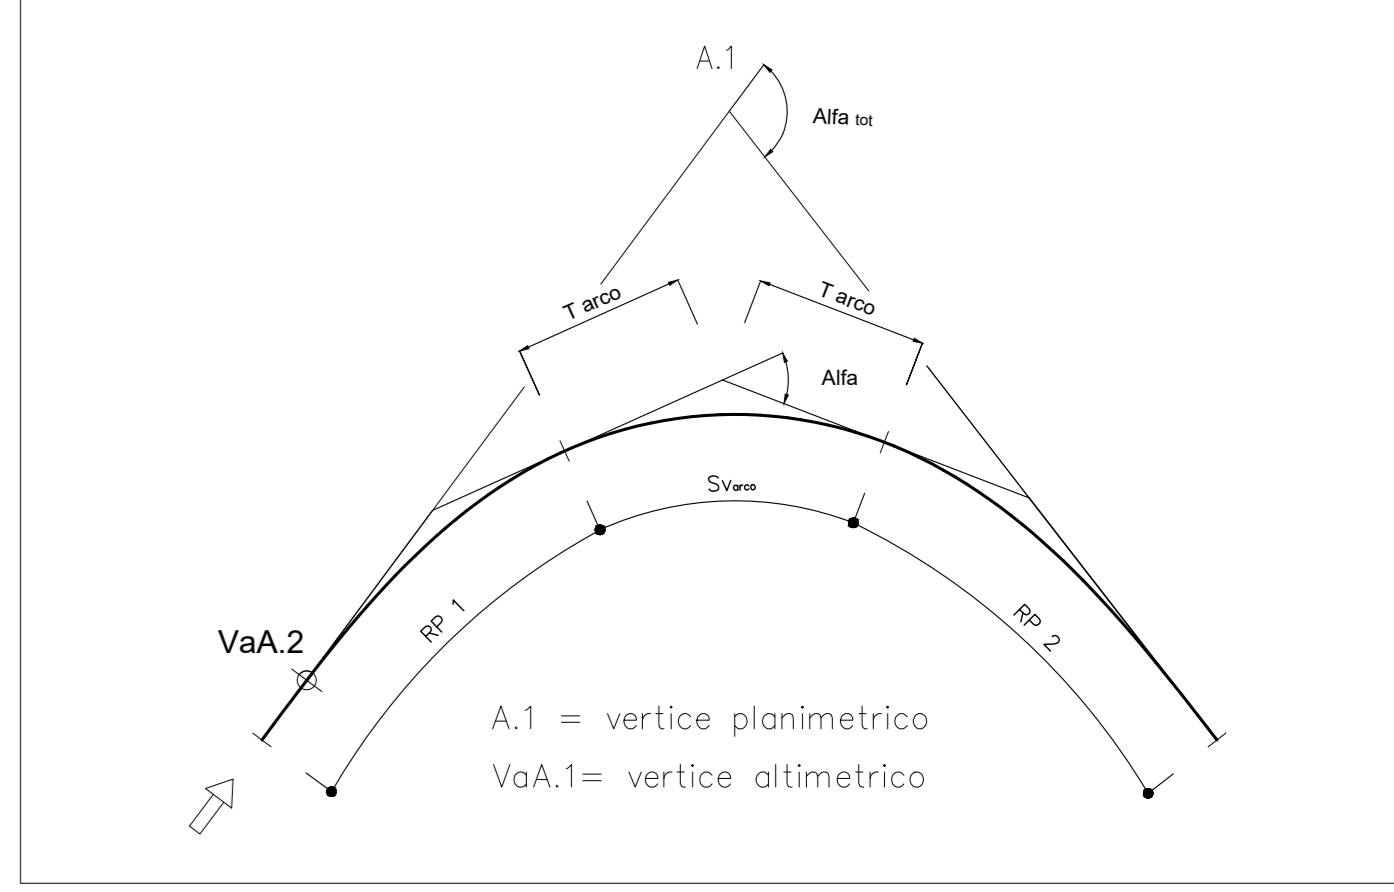 A.1
Alfa tot
T arco
T arco
Alfa
Svarco
RP 1
RP 2
VaA.2
A.1 = vertice planimetrico
VaA.1= vertice altimetrico